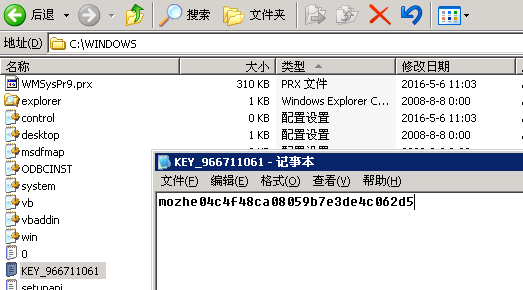 后退 搜索 文件夹
地址(D) C:\WINDOWS
名称 大小 类型 修改日期
WMSysPr9.prx 310 KB PRX 文件 2016-5-6 11:03
explorer 1 KB Windows Explorer C... 2008-8-8 0:00
control 0 KB 配置设置 2016-5-6 11:03
desktop 1 KB 配置设置 2008-8-8 0:00
msdfmap
ODBCINST
system
vb
vbaddin
win
0
KEY_966711061
setupapi
KEY_966711061 - 记事本
文件(F) 编辑(E) 格式(O) 查看(V) 帮助(H)
mozhe04c4f48ca08059b7e3de4c062d5